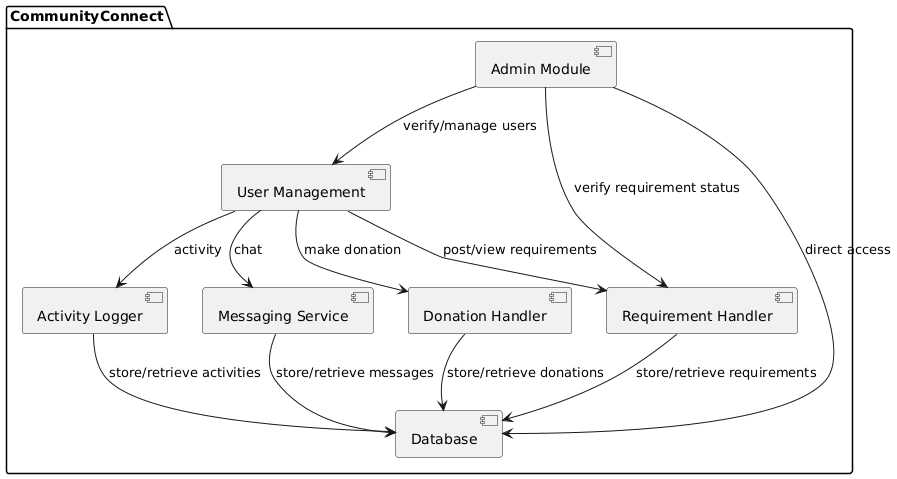 CommunityConnect
Admin Module
verify/manage users
User Management
verify requirement status
activity
chat
make donation
post/view requirements
direct access
Activity Logger
Messaging Service
Donation Handler
Requirement Handler
store/retrieve activities
store/retrieve messages
store/retrieve donations
store/retrieve requirements
Database